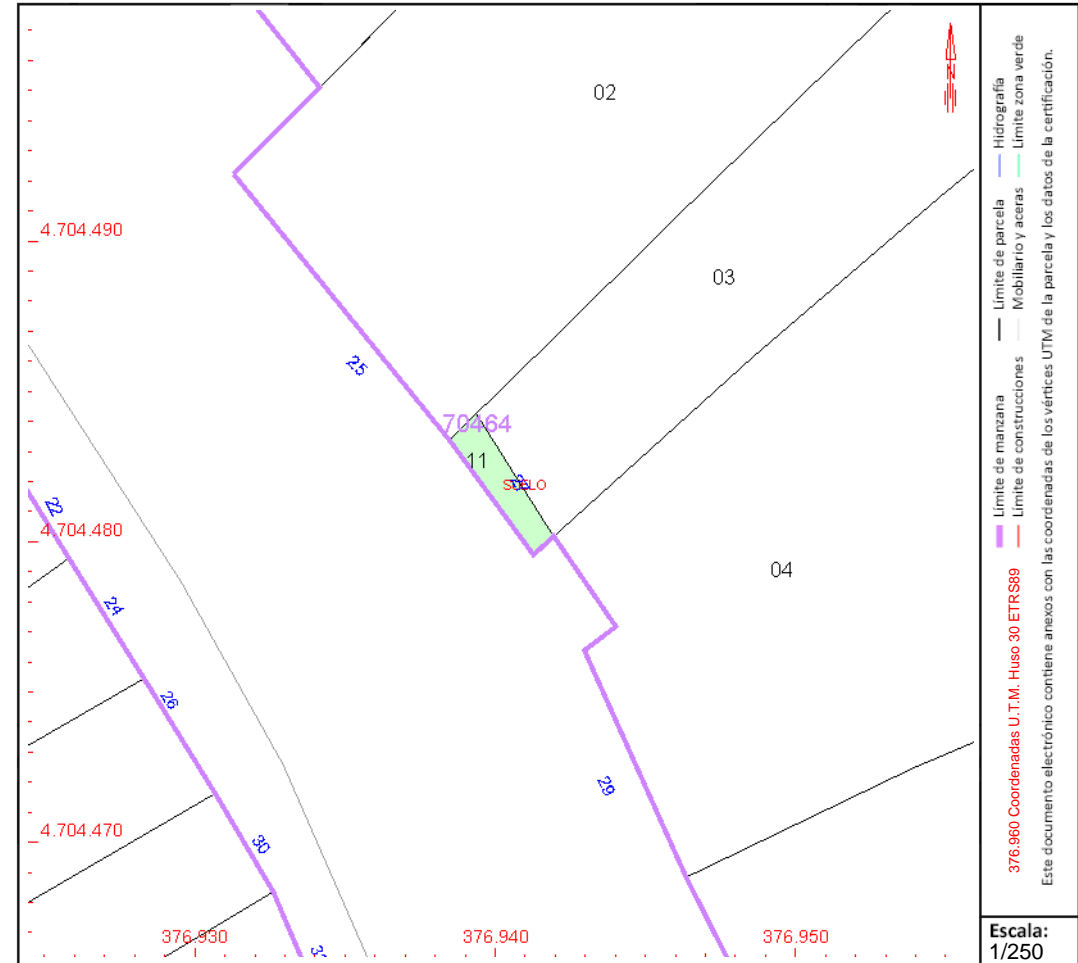 02
4.704.490
03
25
70464
11
SUELO
22
4.704.480
04
24
26
29
4.704.470
30
376.930
376.940
376.950
N
Límite de manzana
Límite de parcela
Hidrografía
Límite de construcciones
Mobiliario y aceras
Límite zona verde
376.960 Coordenadas U.T.M. Huso 30 ETRS89
Este documento electrónico contiene anexos con las coordenadas de los vértices UTM de la parcela y los datos de la certificación.
Escala:
1/250